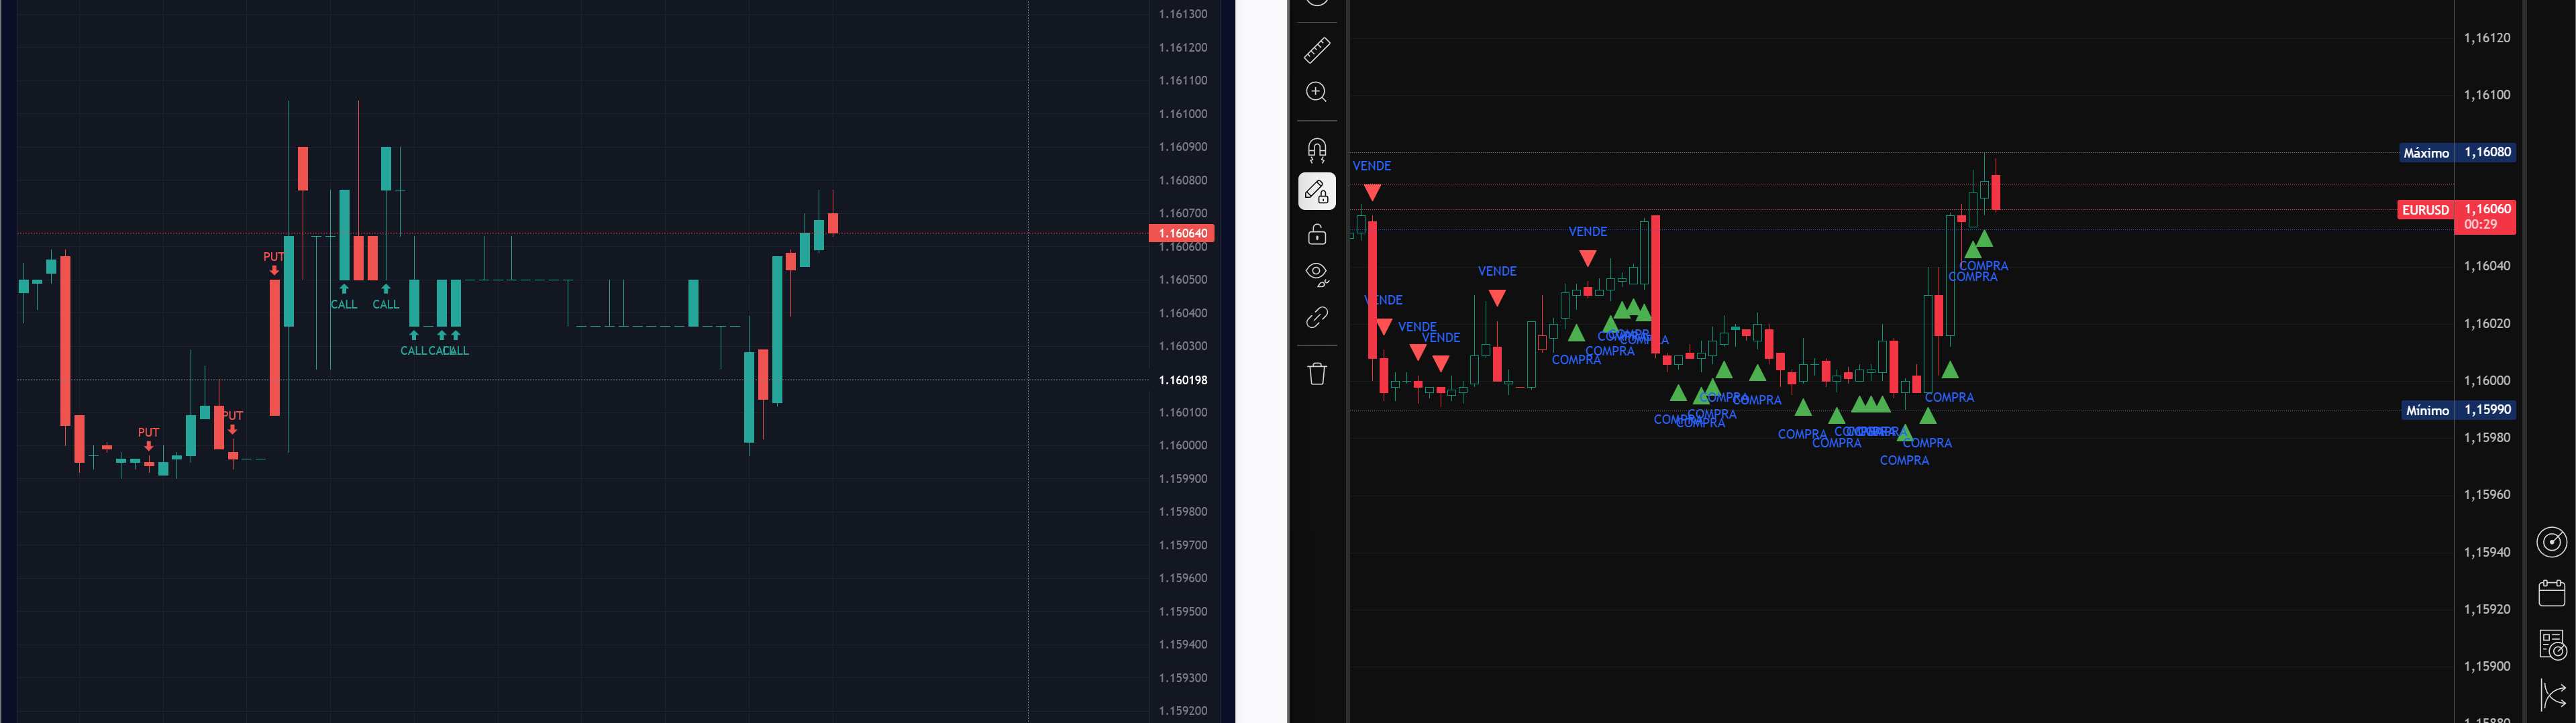 1.161300
1.161200
1.161100
1.161000
1.160900
1.160800
1.160700
1.160640
1.160600
1.160500
1.160400
1.160300
1.160198
1.160100
1.160000
1.159900
1.159800
1.159700
1.159600
1.159500
1.159400
1.159300
1.159200
PUT
CALL CALL
CALL CALL CALL
PUT
PUT
1,16120
1,16100
Máximo 1,16080
EURUSD 1,16060
00:29
1,16040
1,16020
1,16000
Mínimo 1,15990
1,15980
1,15960
1,15940
1,15920
1,15900
VENDE
VENDE
VENDE
VENDE
VENDE
VENDE
COMPRA
COMPRA
COMPRA
COMPRA
COMPRA
COMPRA
COMPRA
COMPRA
COMPRA
COMPRA
COMPRA
COMPRA
COMPRA
COMPRA